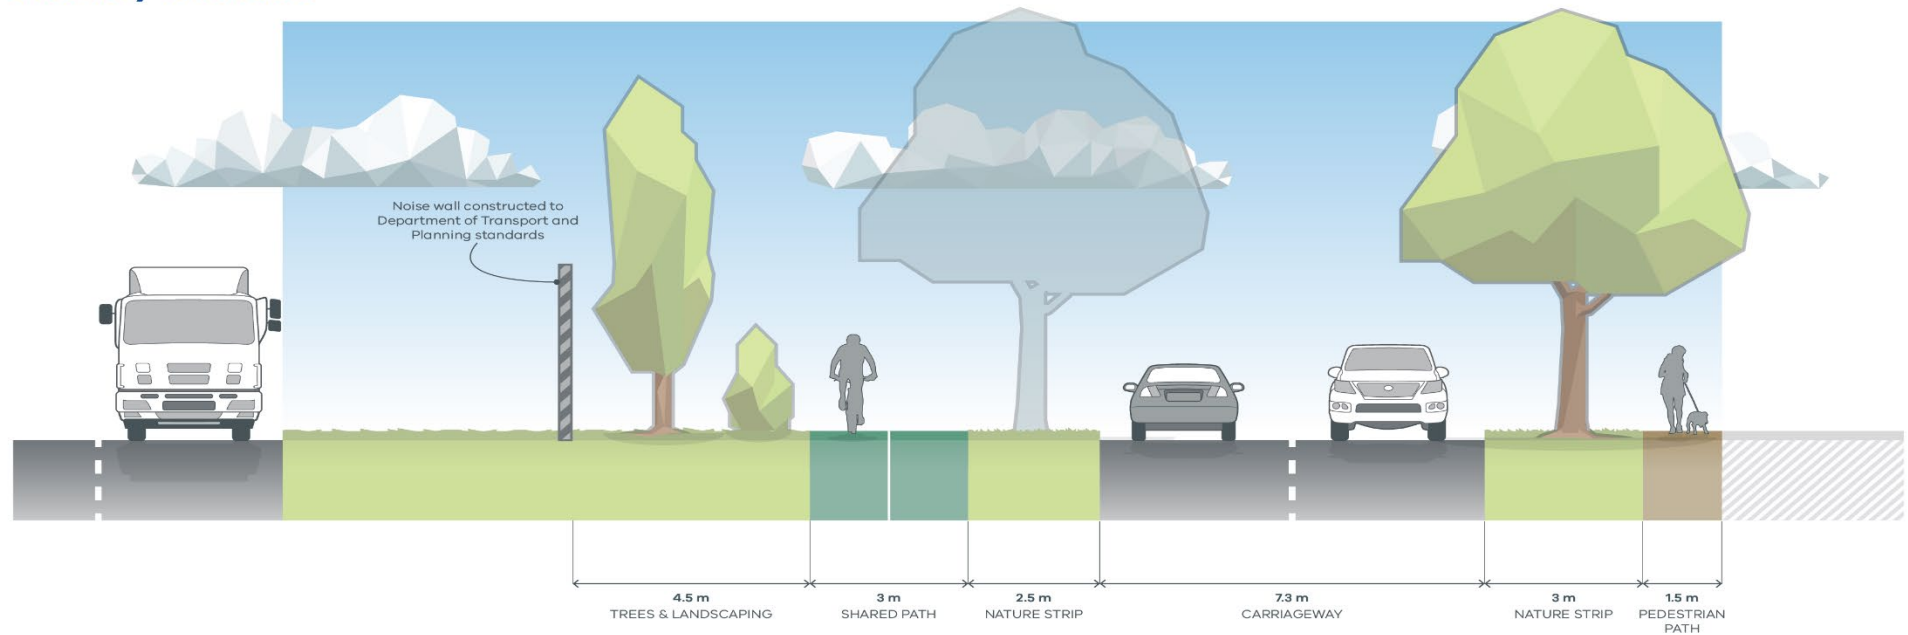 Noise wall constructed to
Department of Transport and
Planning standards
4.5 m
TREES & LANDSCAPING
3 m
SHARED PATH
2.5 m
NATURE STRIP
7.3 m
CARRIAGEWAY
3 m
NATURE STRIP
1.5 m
PEDESTRIAN
PATH